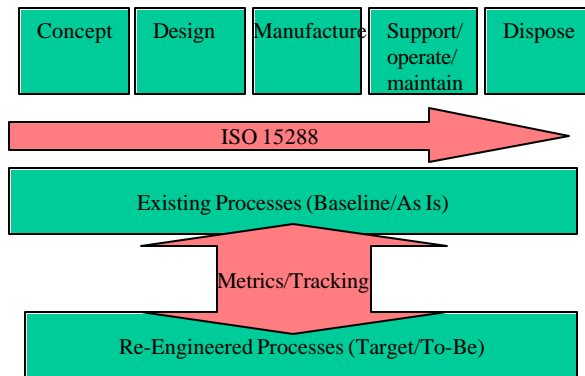 Concept
Design
Manufacture
Support/
operate/
maintain
Dispose
ISO 15288
Existing Processes (Baseline/As Is)
Metrics/Tracking
Re-Engineered Processes (Target/To-Be)